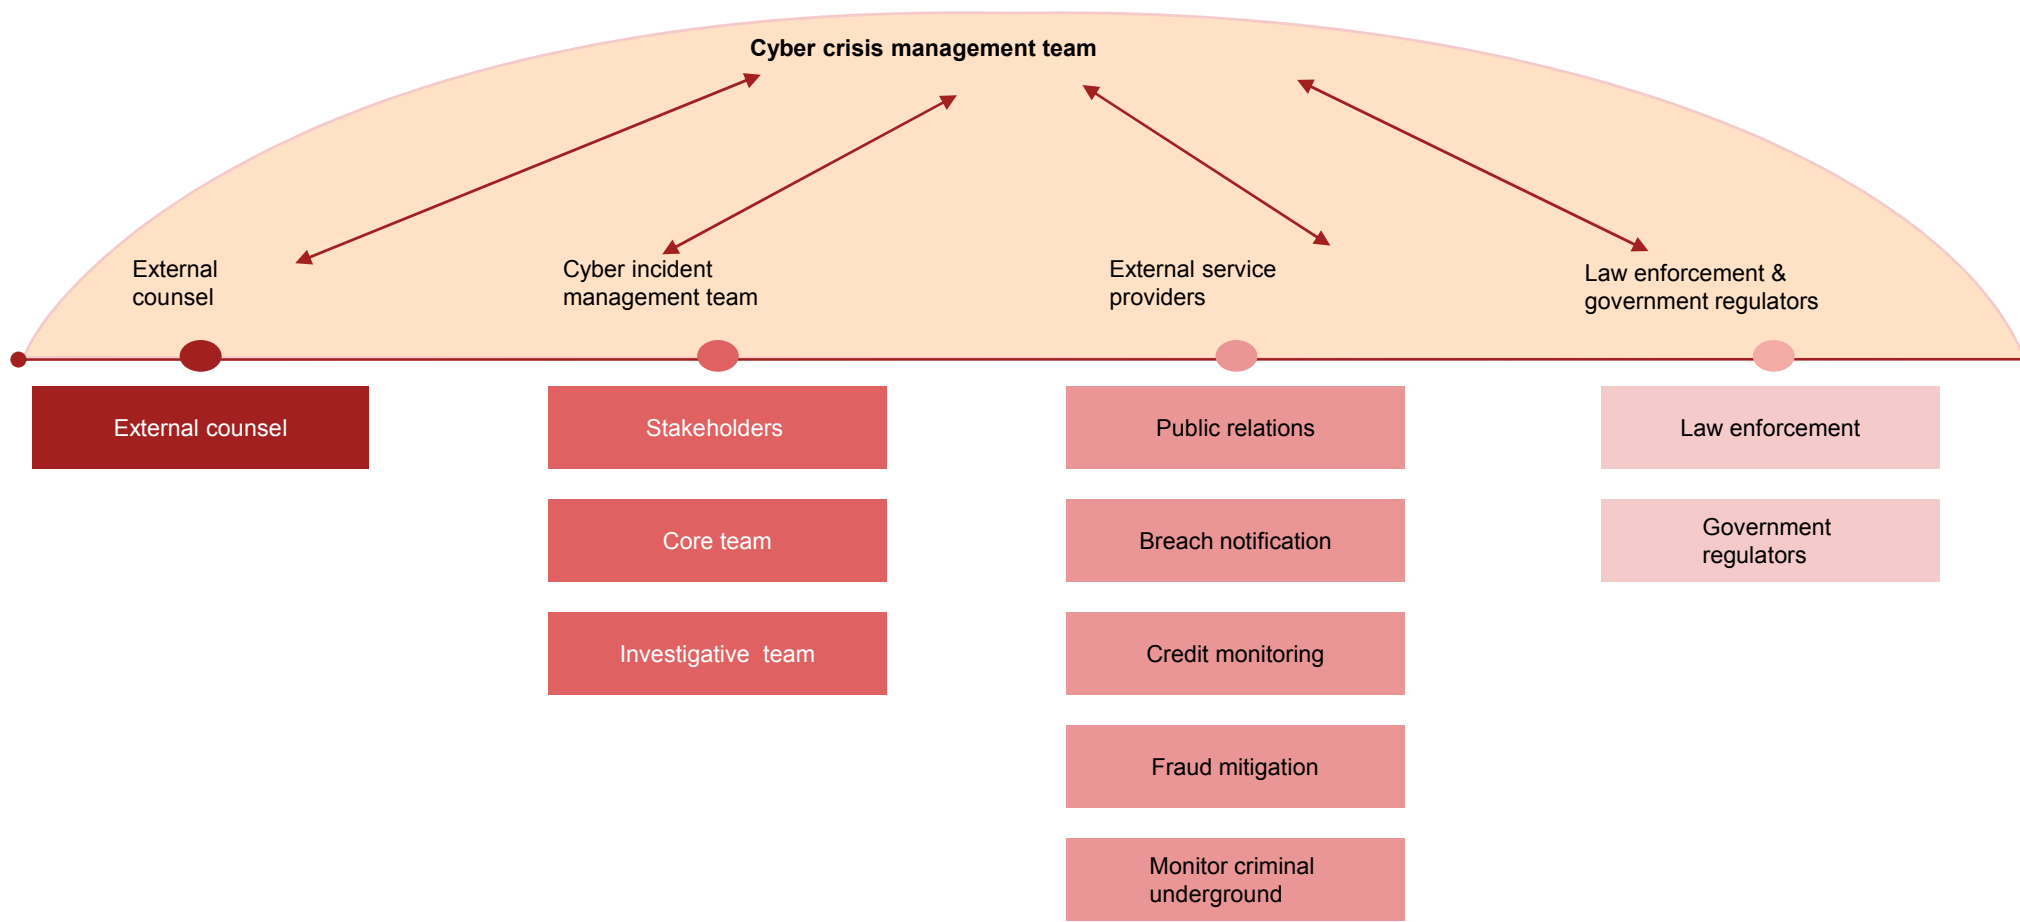 Cyber crisis management team
External
counsel
Cyber incident
management team
External service
providers
Law enforcement &
government regulators
External counsel
Stakeholders
Public relations
Law enforcement
Core team
Breach notification
Government
regulators
Investigative  team
Credit monitoring
Fraud mitigation
Monitor criminal
underground